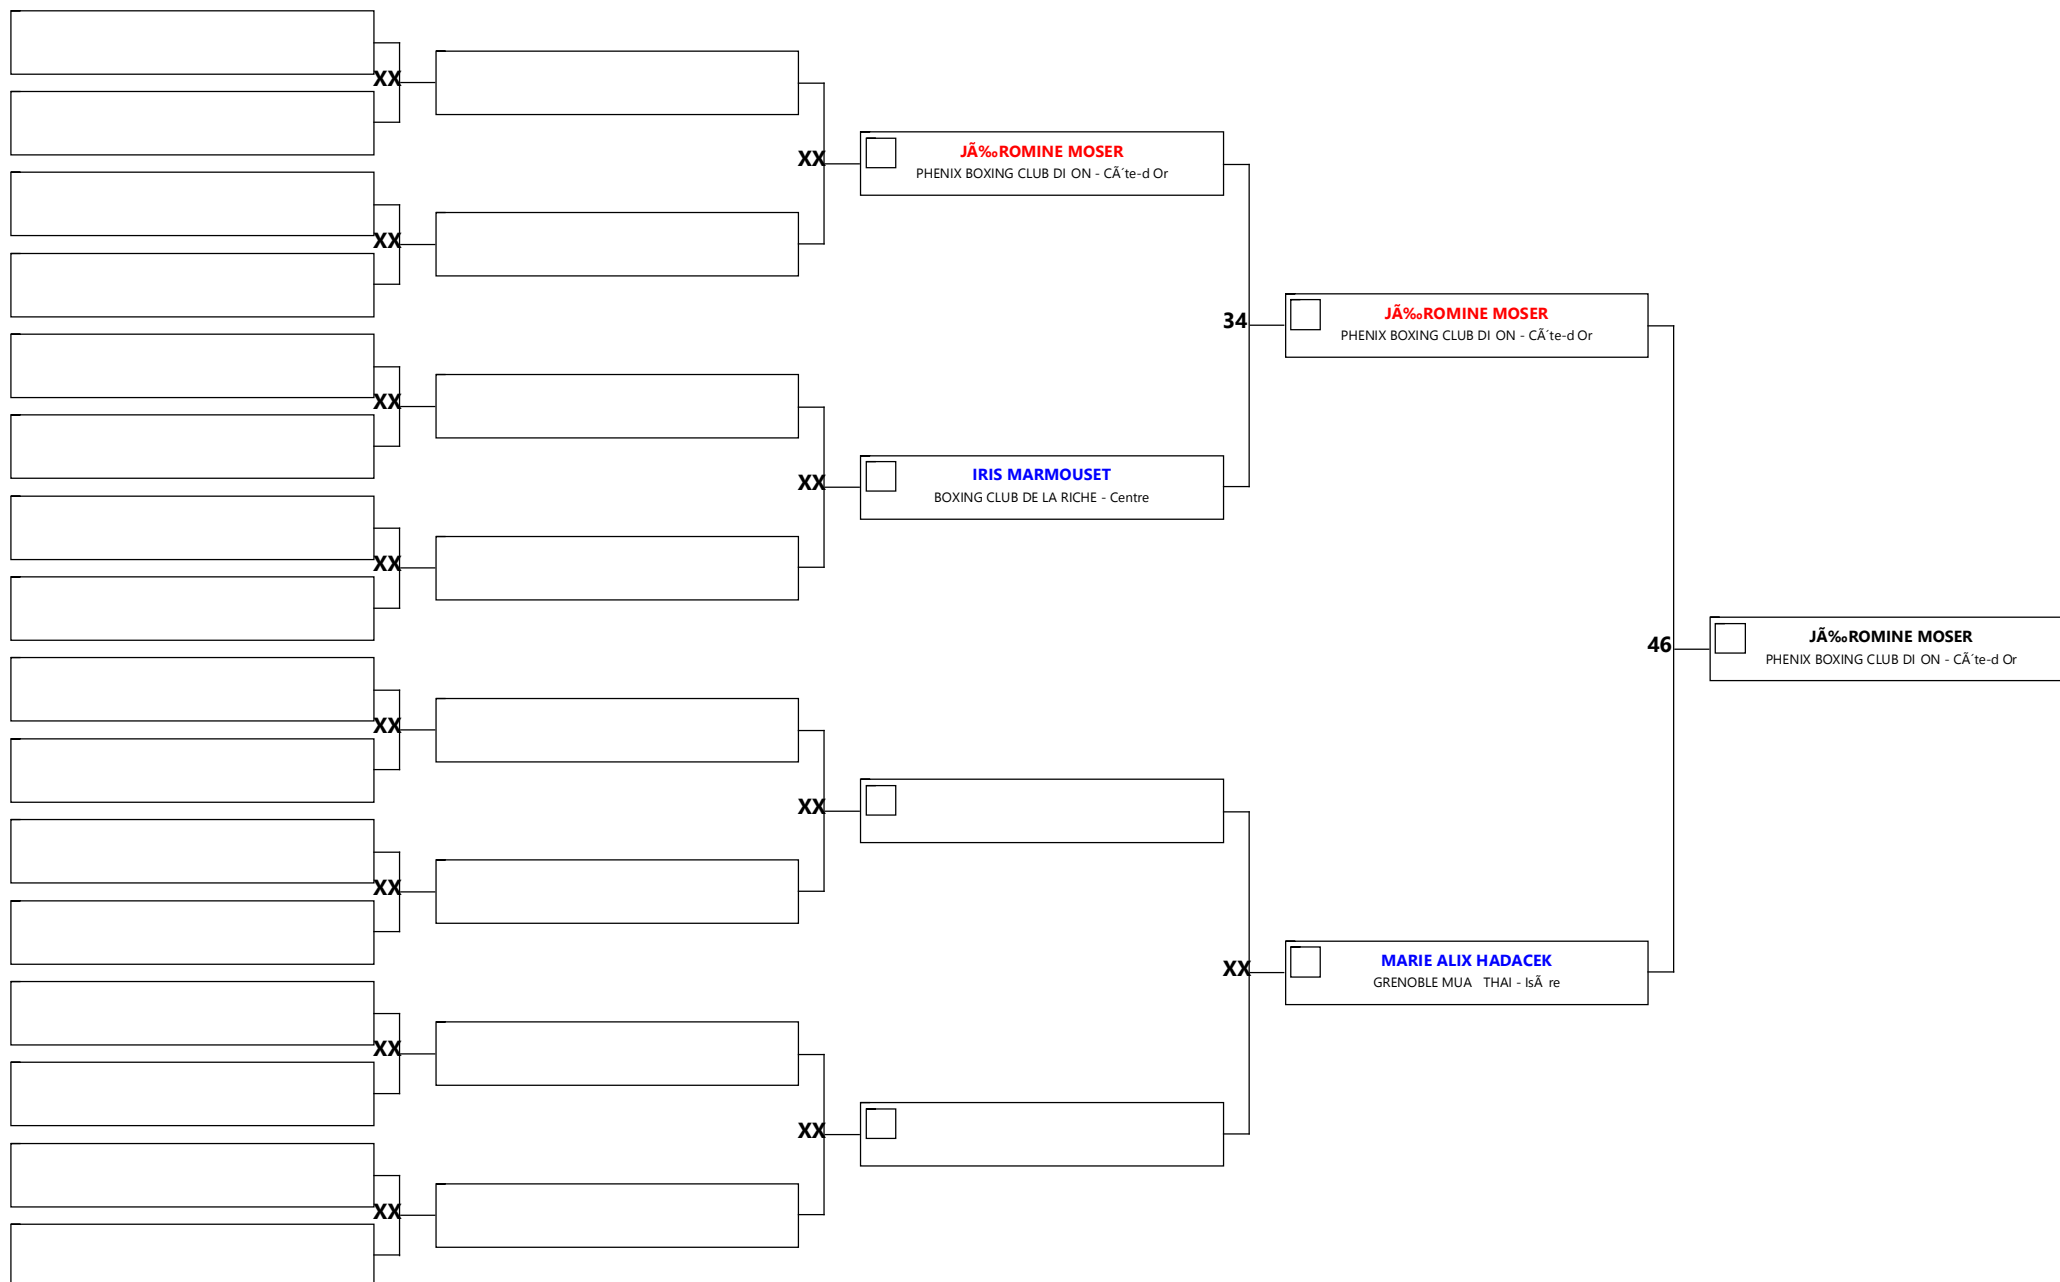 XX
XX
JÃ‰ROMINE MOSER
PHENIX BOXING CLUB DI ON - CÃ´te-d Or
XX
34
JÃ‰ROMINE MOSER
PHENIX BOXING CLUB DI ON - CÃ´te-d Or
XX
XX
IRIS MARMOUSET
BOXING CLUB DE LA RICHE - Centre
XX
46
JÃ‰ROMINE MOSER
PHENIX BOXING CLUB DI ON - CÃ´te-d Or
XX
XX
XX
XX
MARIE ALIX HADACEK
GRENOBLE MUA   THAI - IsÃ re
XX
XX
XX